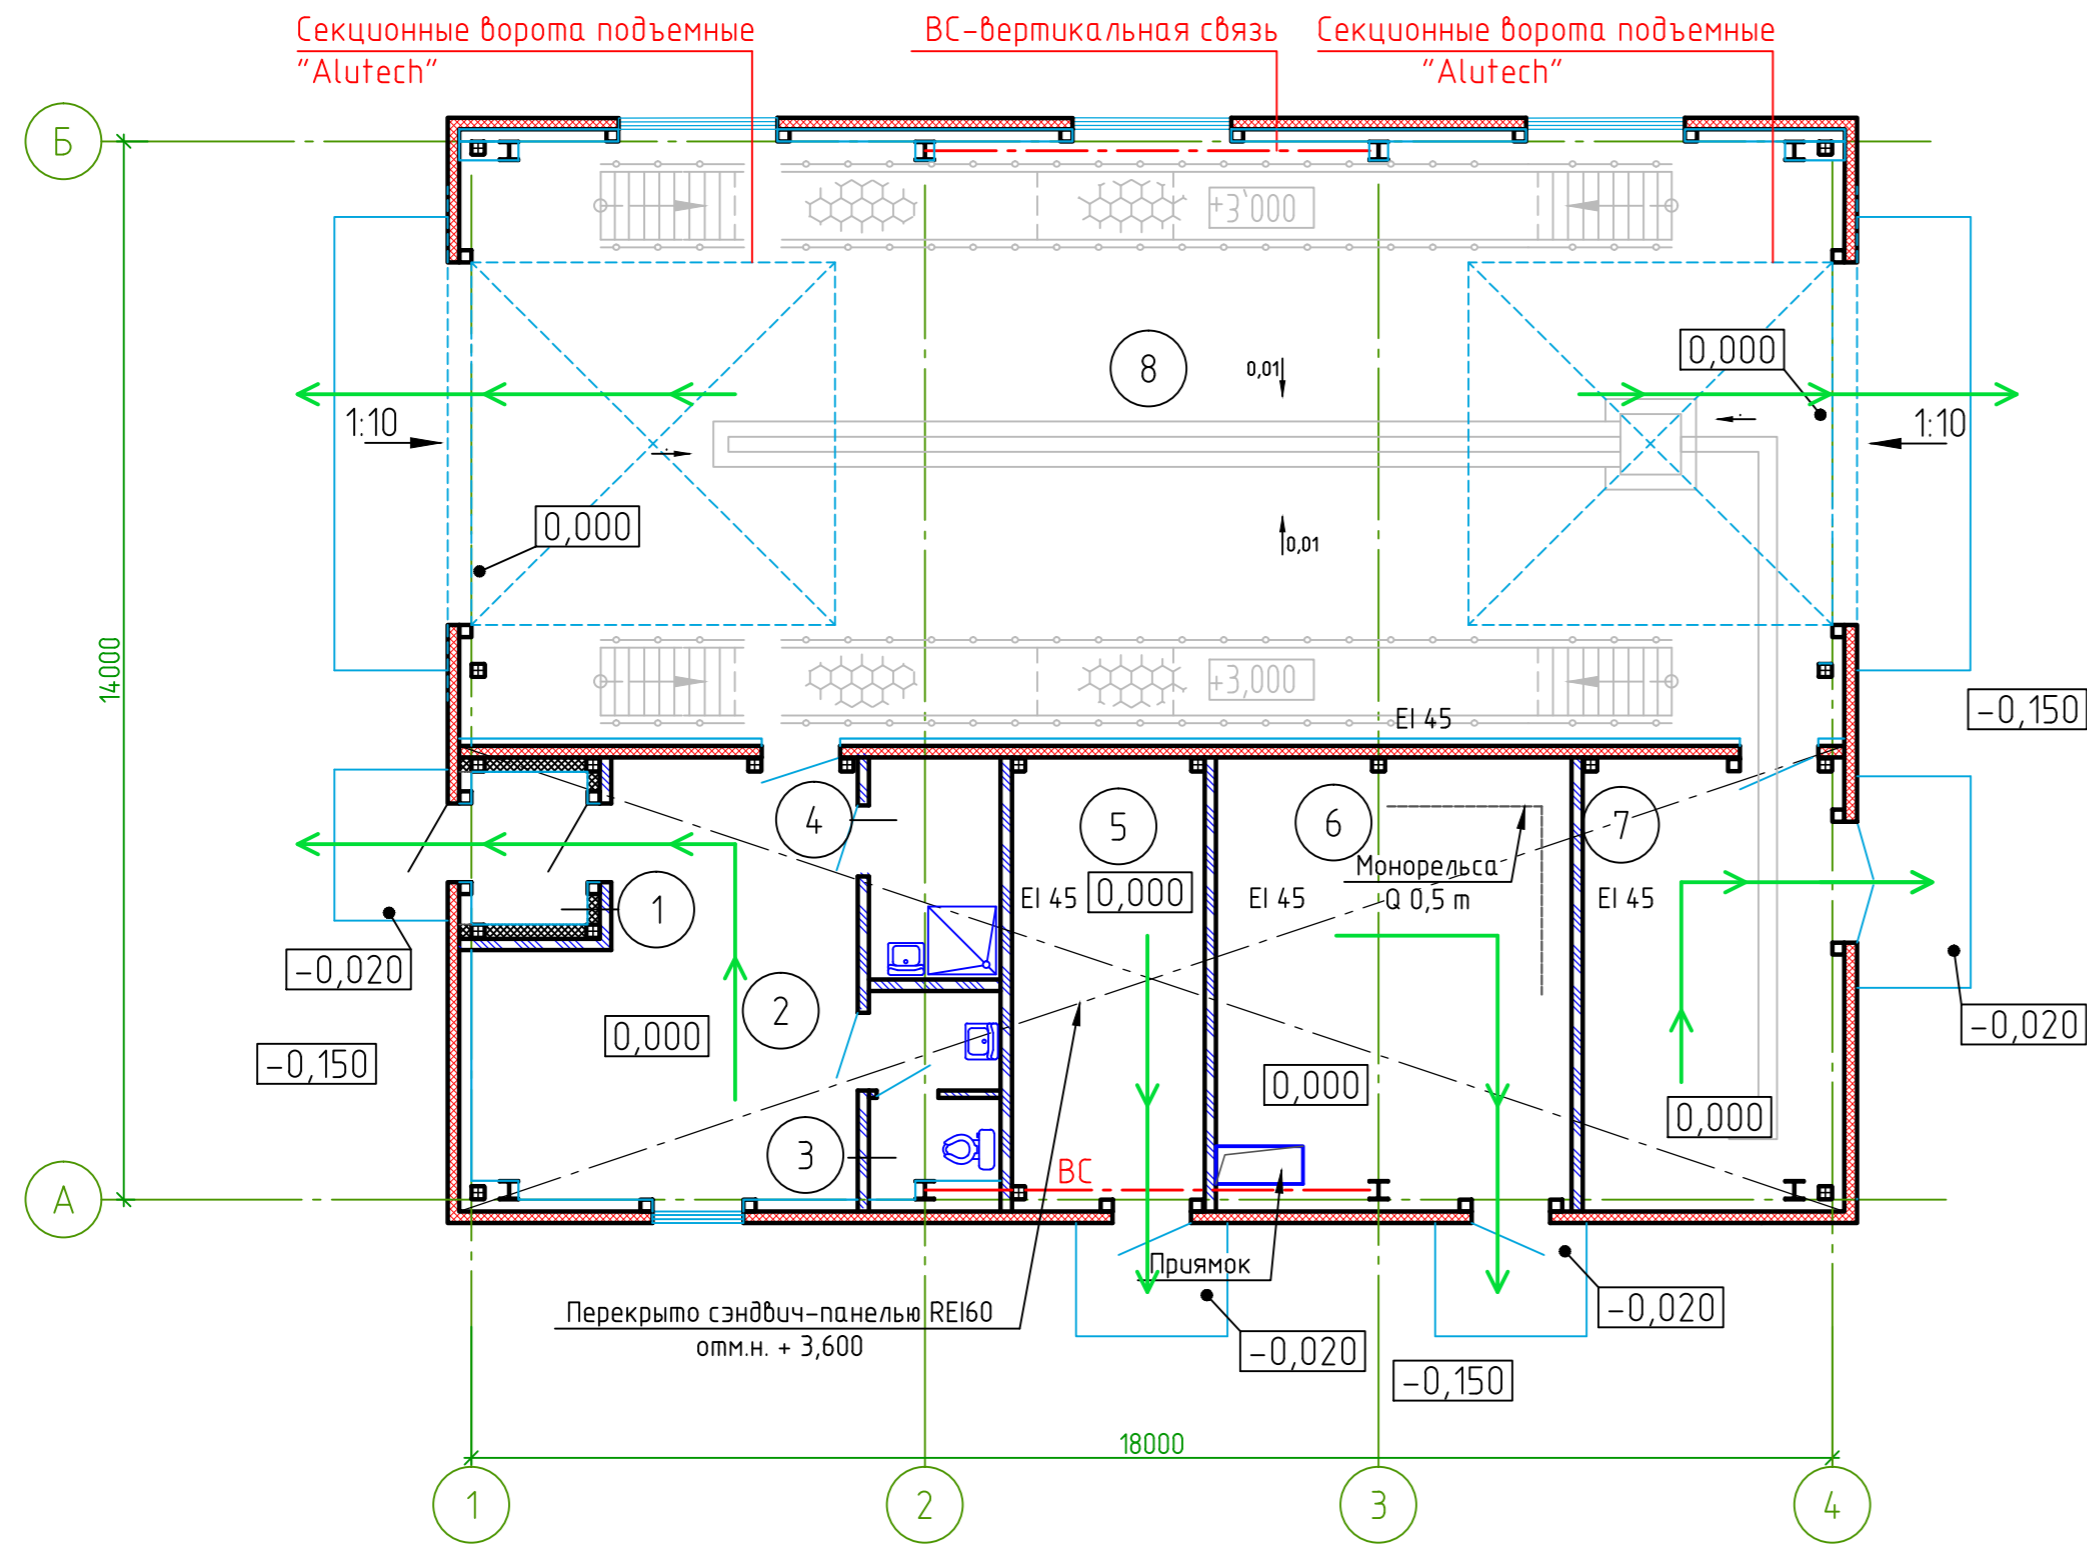 Секционные ворота подъемные
"Alutech"
ВС-вертикальная связь
Секционные ворота подъемные
"Alutech"
Б
+3`000
8
0,01
0,000
1:10
1:10
0,000
0,01
14000
+3,000
EI 45
-0,150
4
5
6
7
Монорельса
Q 0,5 т
EI 45
0,000
EI 45
EI 45
1
-0,020
2
0,000
-0,150
-0,020
0,000
0,000
3
ВС
А
Приямок
-0,020
Перекрыто сэндвич-панелью REI60
отм.н. + 3,600
-0,020
-0,150
18000
1
2
3
4